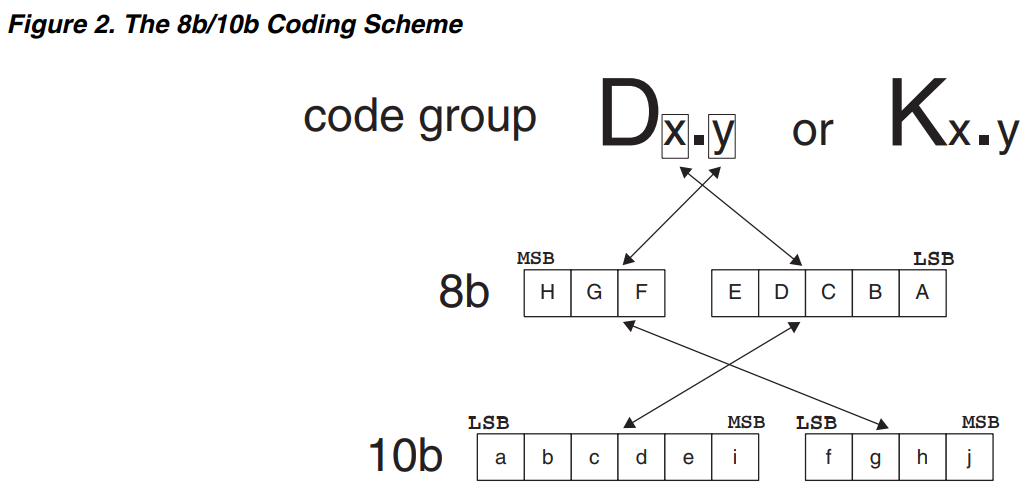 Figure 2. The 8b/10b Coding Scheme
code group Dx.y or Kx.y
MSB LSB
8b H G F E D C B A
LSB MSB LSB MSB
10b a b c d e i f g h j